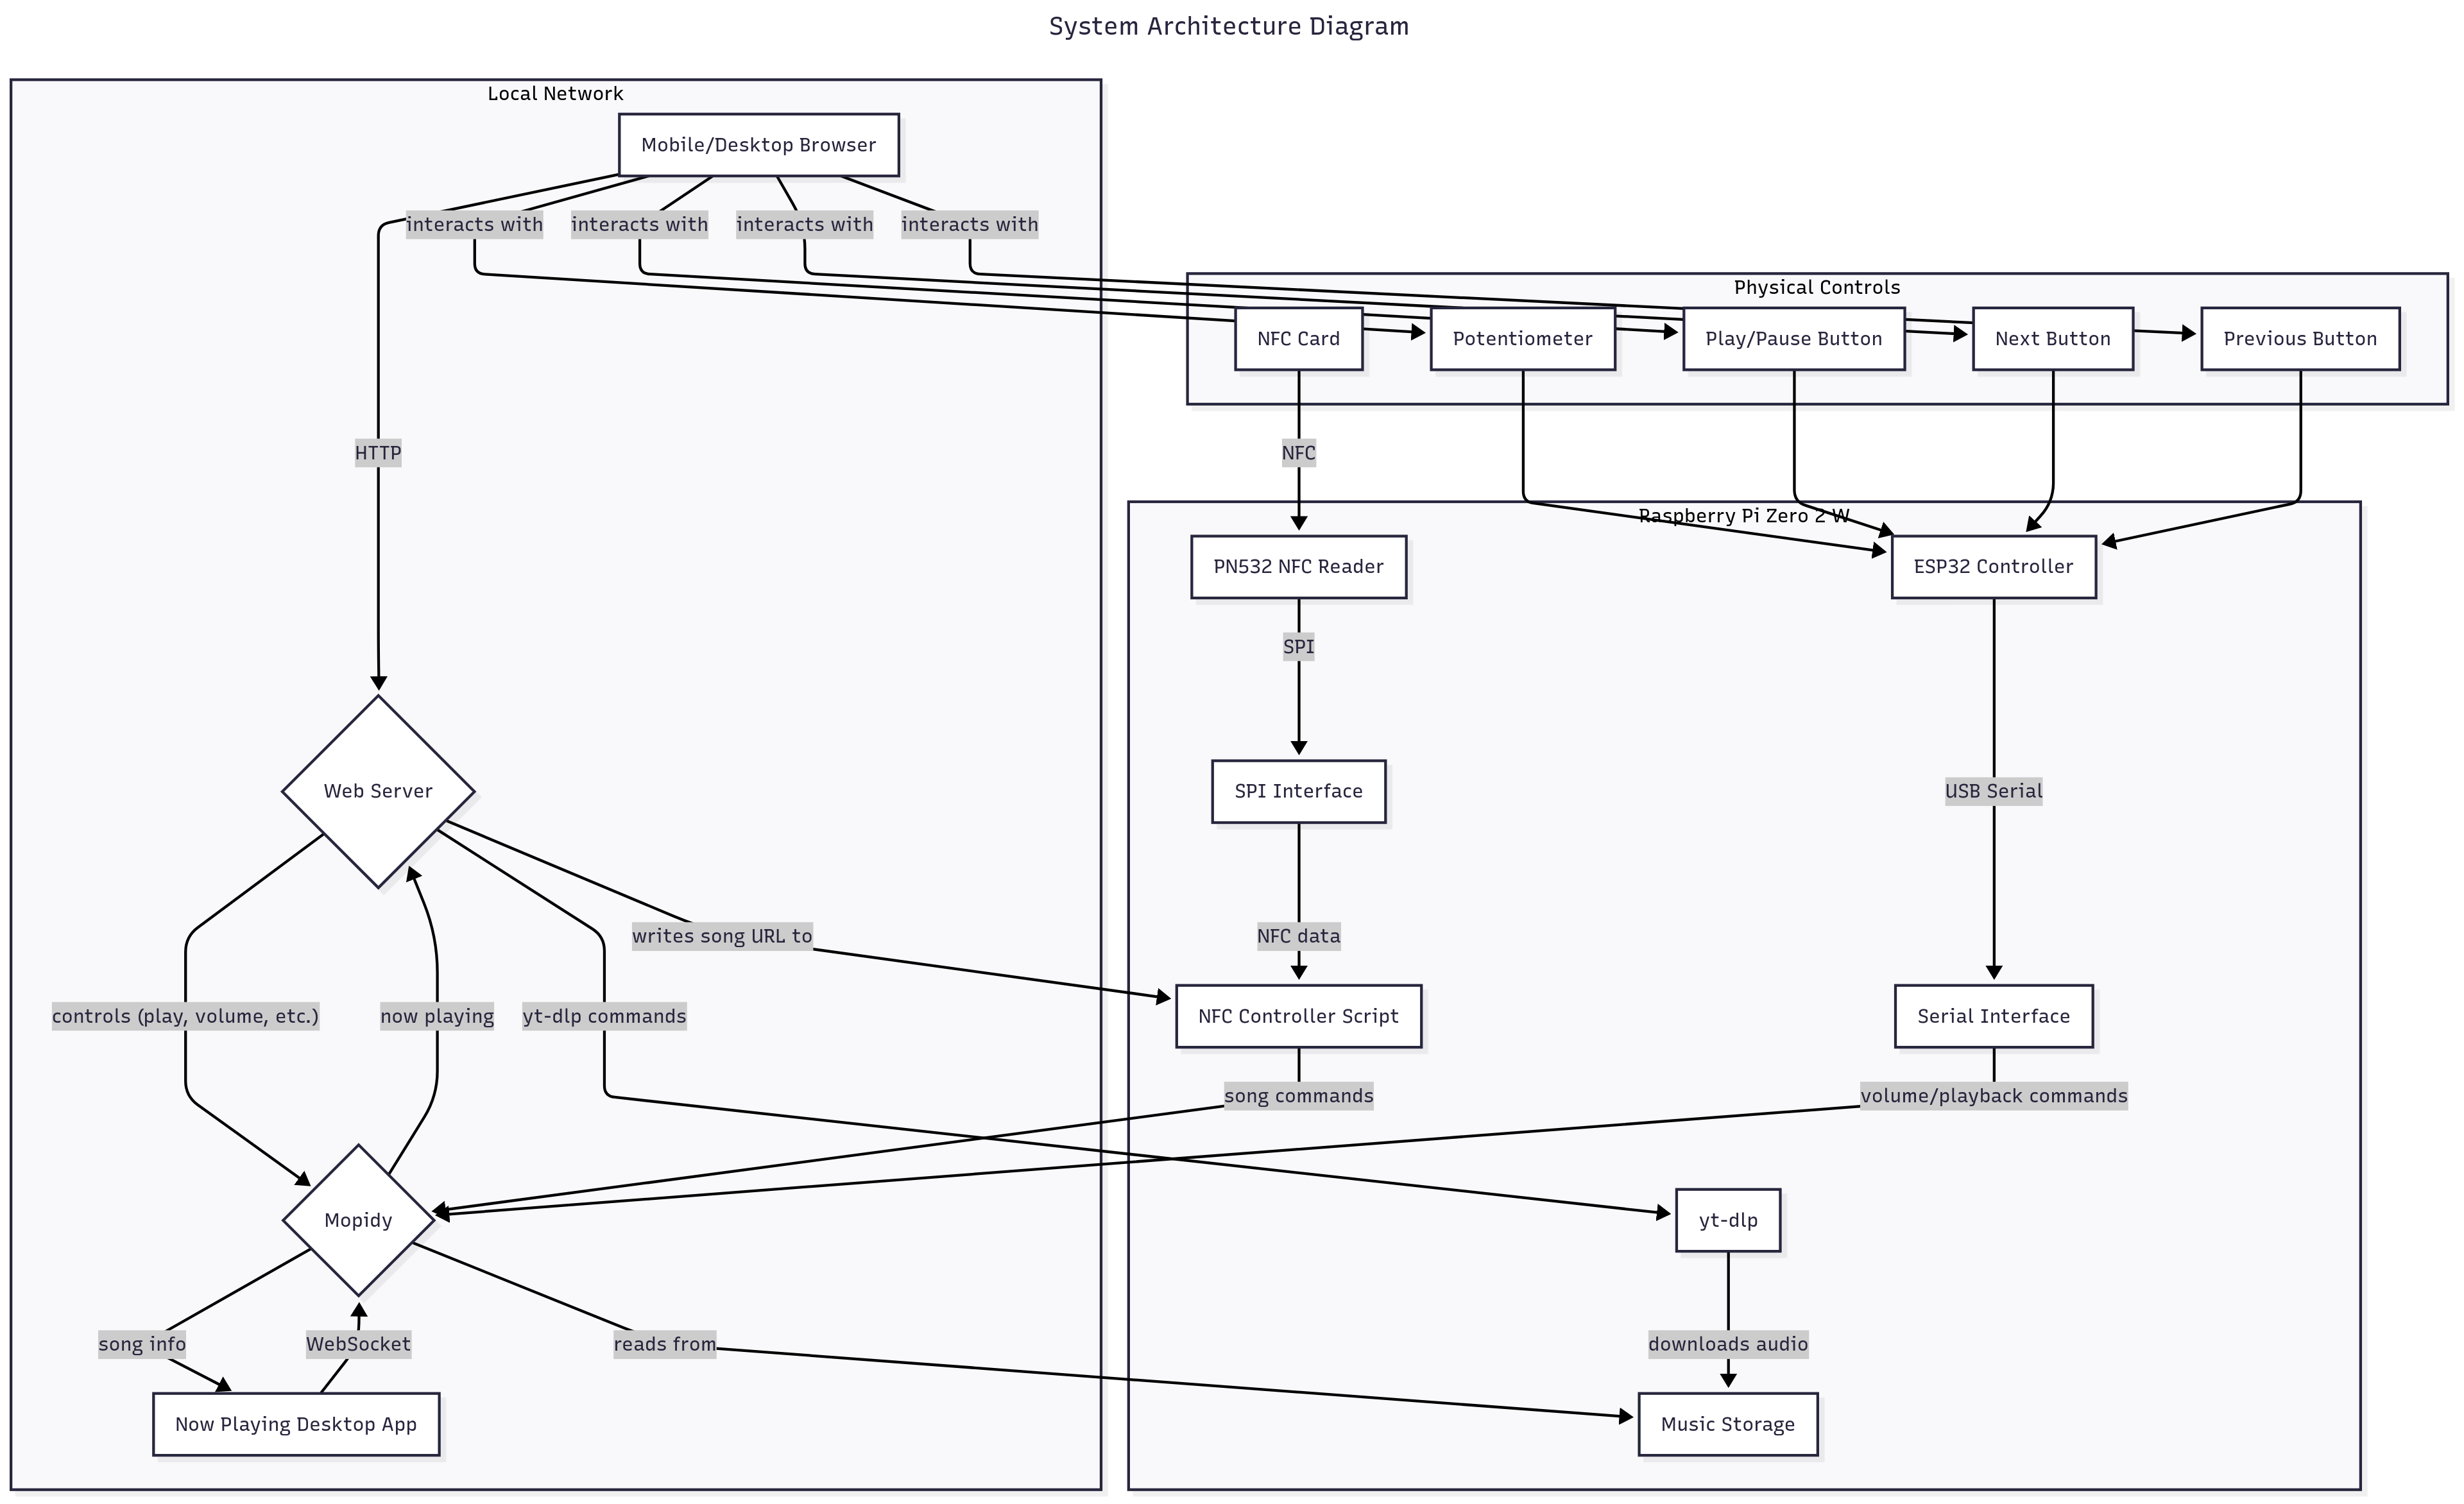 System Architecture Diagram
Local Network
Mobile/Desktop Browser
interacts with
interacts with
interacts with
interacts with
Physical Controls
NFC Card
Potentiometer
Play/Pause Button
Next Button
Previous Button
HTTP
NFC
Raspberry Pi Zero 2 W
PN532 NFC Reader
ESP32 Controller
SPI
Web Server
SPI Interface
USB Serial
writes song URL to
NFC data
controls (play, volume, etc.)
now playing
yt-dlp commands
NFC Controller Script
Serial Interface
song commands
volume/playback commands
Mopidy
yt-dlp
song info
WebSocket
reads from
downloads audio
Now Playing Desktop App
Music Storage